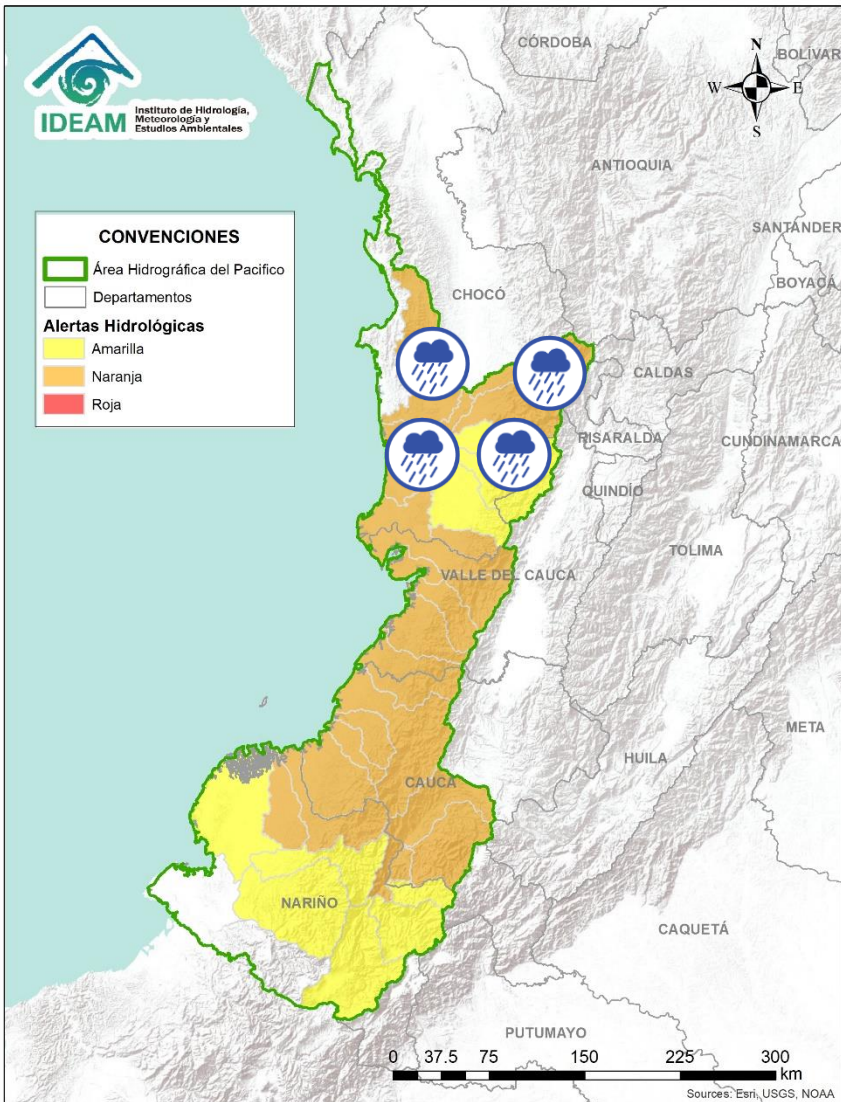 IDEAM
Instituto de Hidrología,
Meteorología y
Estudios Ambientales
CÓRDOBA
BOLÍVAR
N
W E
S
ANTIOQUIA
SANTANDER
BOYACÁ
CONVENCIONES
Área Hidrográfica del Pacifico
Departamentos
Alertas Hidrológicas
Amarilla
Naranja
Roja
CHOCÓ
CALDAS
RISARALDA
CUNDINAMARCA
QUINDÍO
TOLIMA
VALLE DEL CAUCA
META
HUILA
CAUCA
NARIÑO
CAQUETÁ
PUTUMAYO
0 37.5 75 150 225 300
km
Sources: Esri, USGS, NOAA